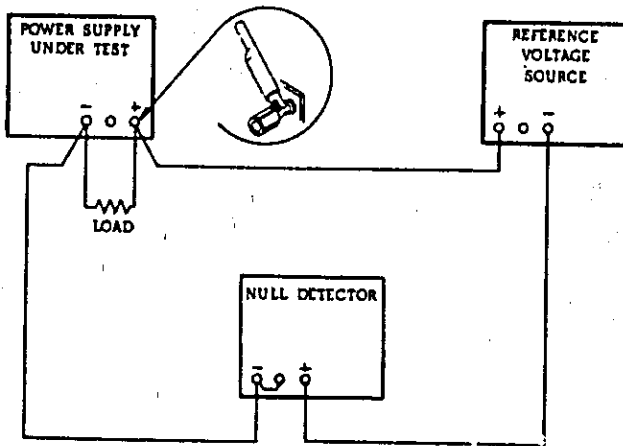 POWER SUPPLY
UNDER TEST
- +
REFERENCE
VOLTAGE
SOURCE
+ -
LOAD
NULL DETECTOR
- +